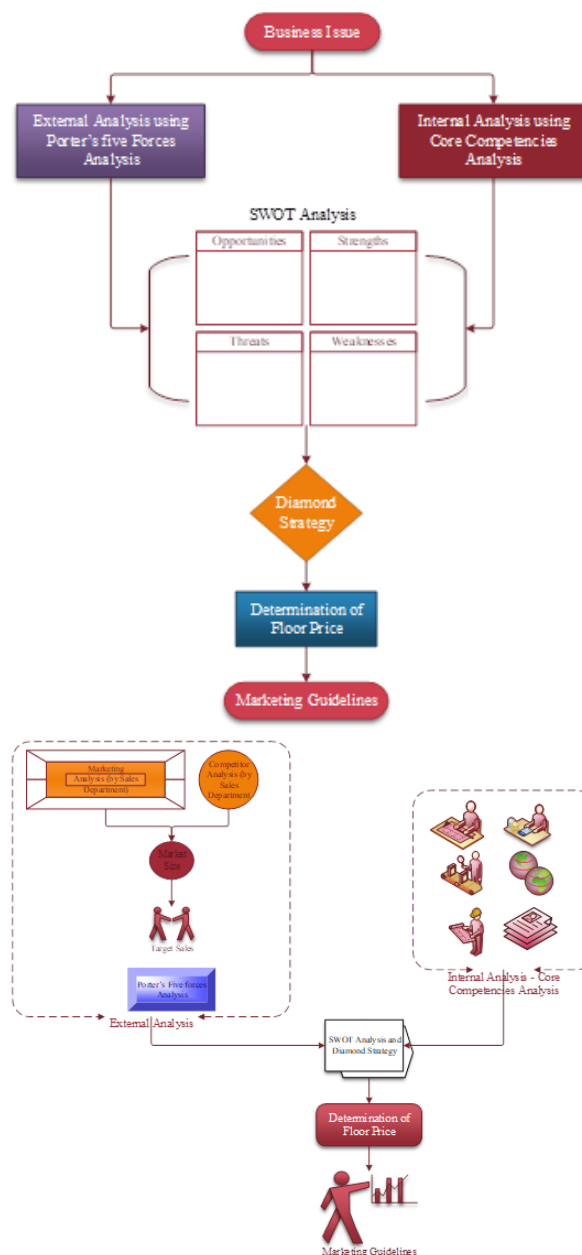 Business Issue
External Analysis using
Porter's five Forces
Analysis
Internal Analysis using
Core Competencies
Analysis
SWOT Analysis
Opportunities
Strengths
Threats
Weaknesses
Diamond
Strategy
Determination of
Floor Price
Marketing Guidelines
Marketing
Analysis (by Sales
Department)
Competitor
Analysis (by Sales
Department)
Market
Size
Target Sales
Porter's Five forces
Analysis
External Analysis
Internal Analysis - Core
Competencies Analysis
SWOT Analysis and
Diamond Strategy
Determination of
Floor Price
Marketing Guidelines